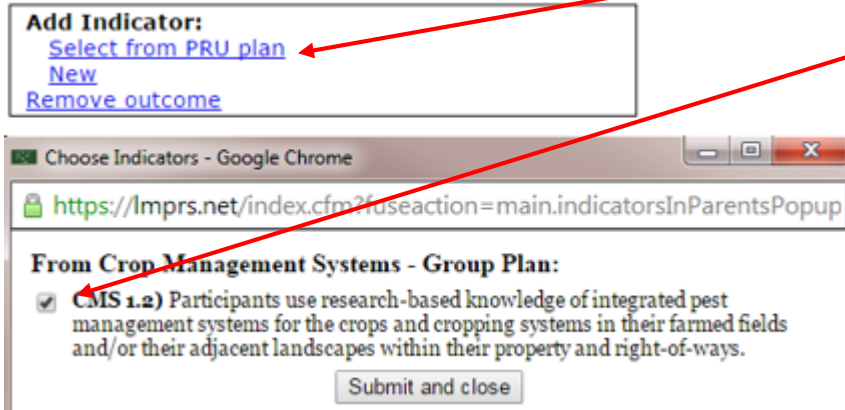 Add Indicator:
Select from PRU plan
New
Remove outcome
Choose Indicators - Google Chrome
https://lmprs.net/index.cfm?fuseaction=main.indicatorsInParentsPopup
From Crop Management Systems - Group Plan:
CMS 1.2) Participants use research-based knowledge of integrated pest
management systems for the crops and cropping systems in their farmed fields
and/or their adjacent landscapes within their property and right-of-ways.
Submit and close